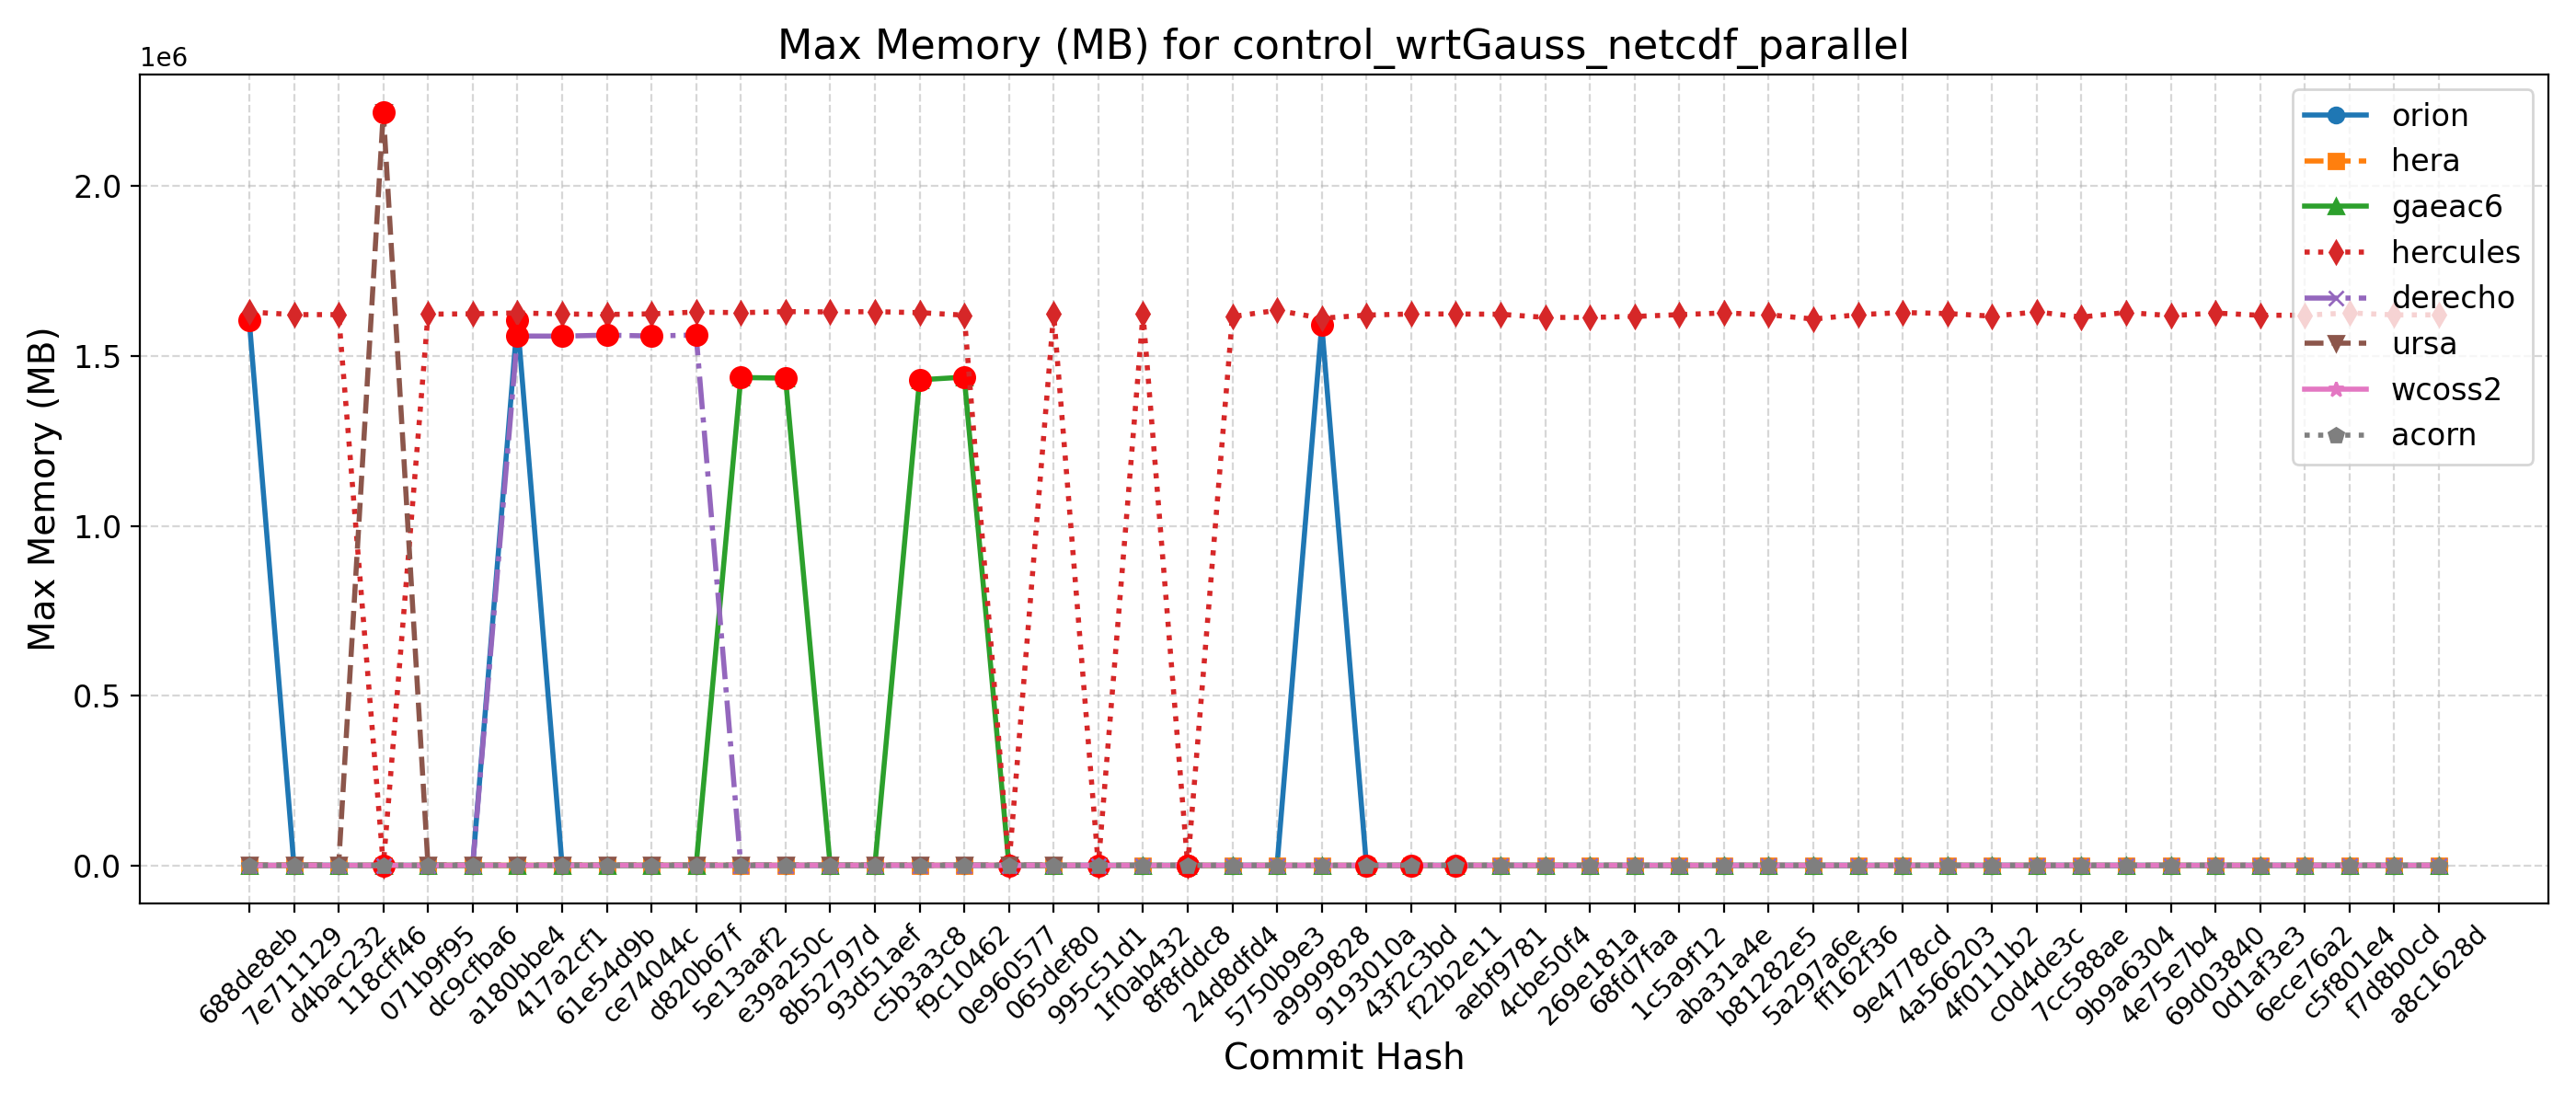 Max Memory (MB) for control_wrtGauss_netcdf_parallel
1e6
Max Memory (MB)
2.0
1.5
1.0
0.5
0.0
orion
hera
gaeac6
hercules
derecho
ursa
wcoss2
acorn
688de8eb
7e711129
d4bac232
118cff46
071b9f95
dc9cfba6
a180bbe4
417a2cf1
61e54d9b
ce74044c
d820b67f
5e13aaf2
e39a250c
8b52797d
93d51aef
c5b3a3c8
f9c10462
0e960577
065def80
995c51d1
1f0ab432
8f8fddc8
24d8dfd4
5750b9e3
a9999828
9193010a
43f2c3bd
f22b2e11
aebf9781
4cbe50f4
269e181a
68fd7faa
1c5a9f12
aba31a4e
b81282e5
5a297a6e
ff162f36
9e4778cd
4a566203
4f0111b2
c0d4de3c
7cc588ae
9b9a6304
4e75e7b4
69d03840
0d1af3e3
6ece76a2
c5f801e4
f7d8b0cd
a8c1628d
Commit Hash